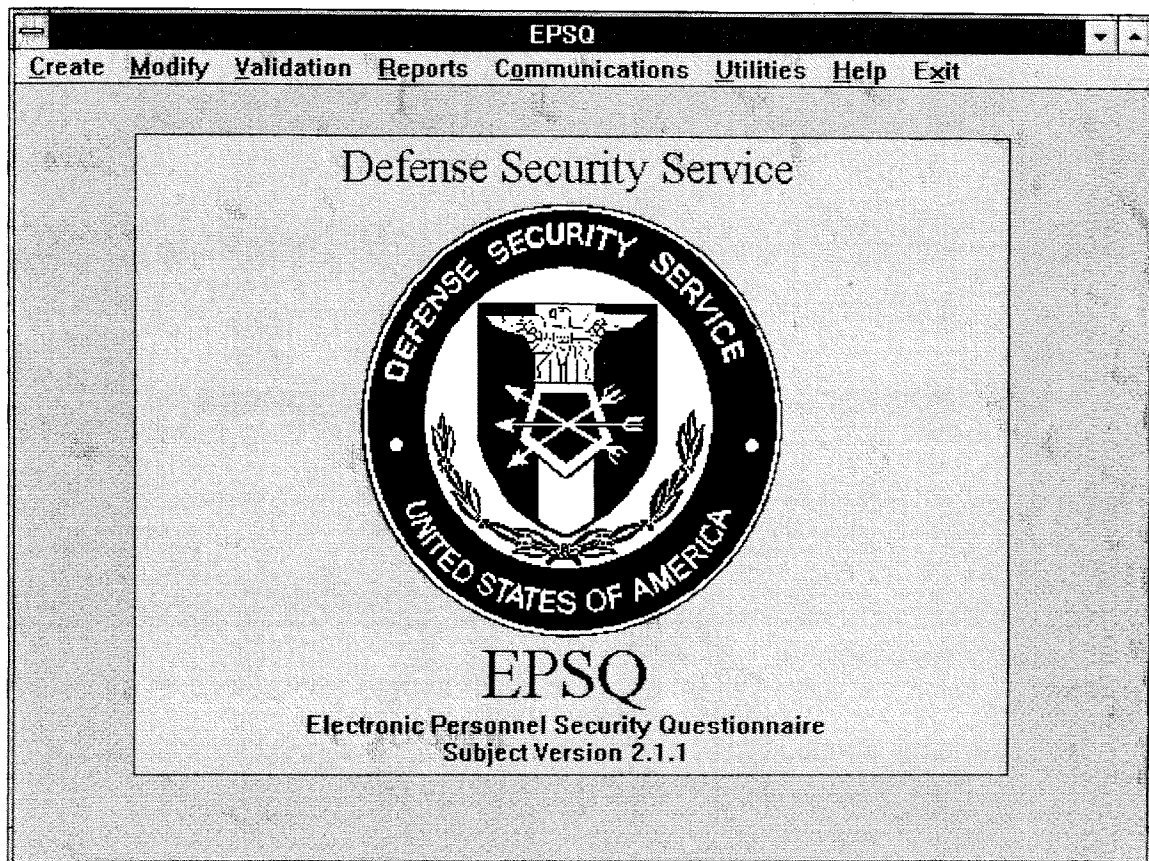 EPSQ
Create Modify Validation Reports Communications Utilities Help Exit
Defense Security Service
DEFENSE SECURITY SERVICE
UNITED STATES OF AMERICA
EPSQ
Electronic Personnel Security Questionnaire
Subject Version 2.1.1